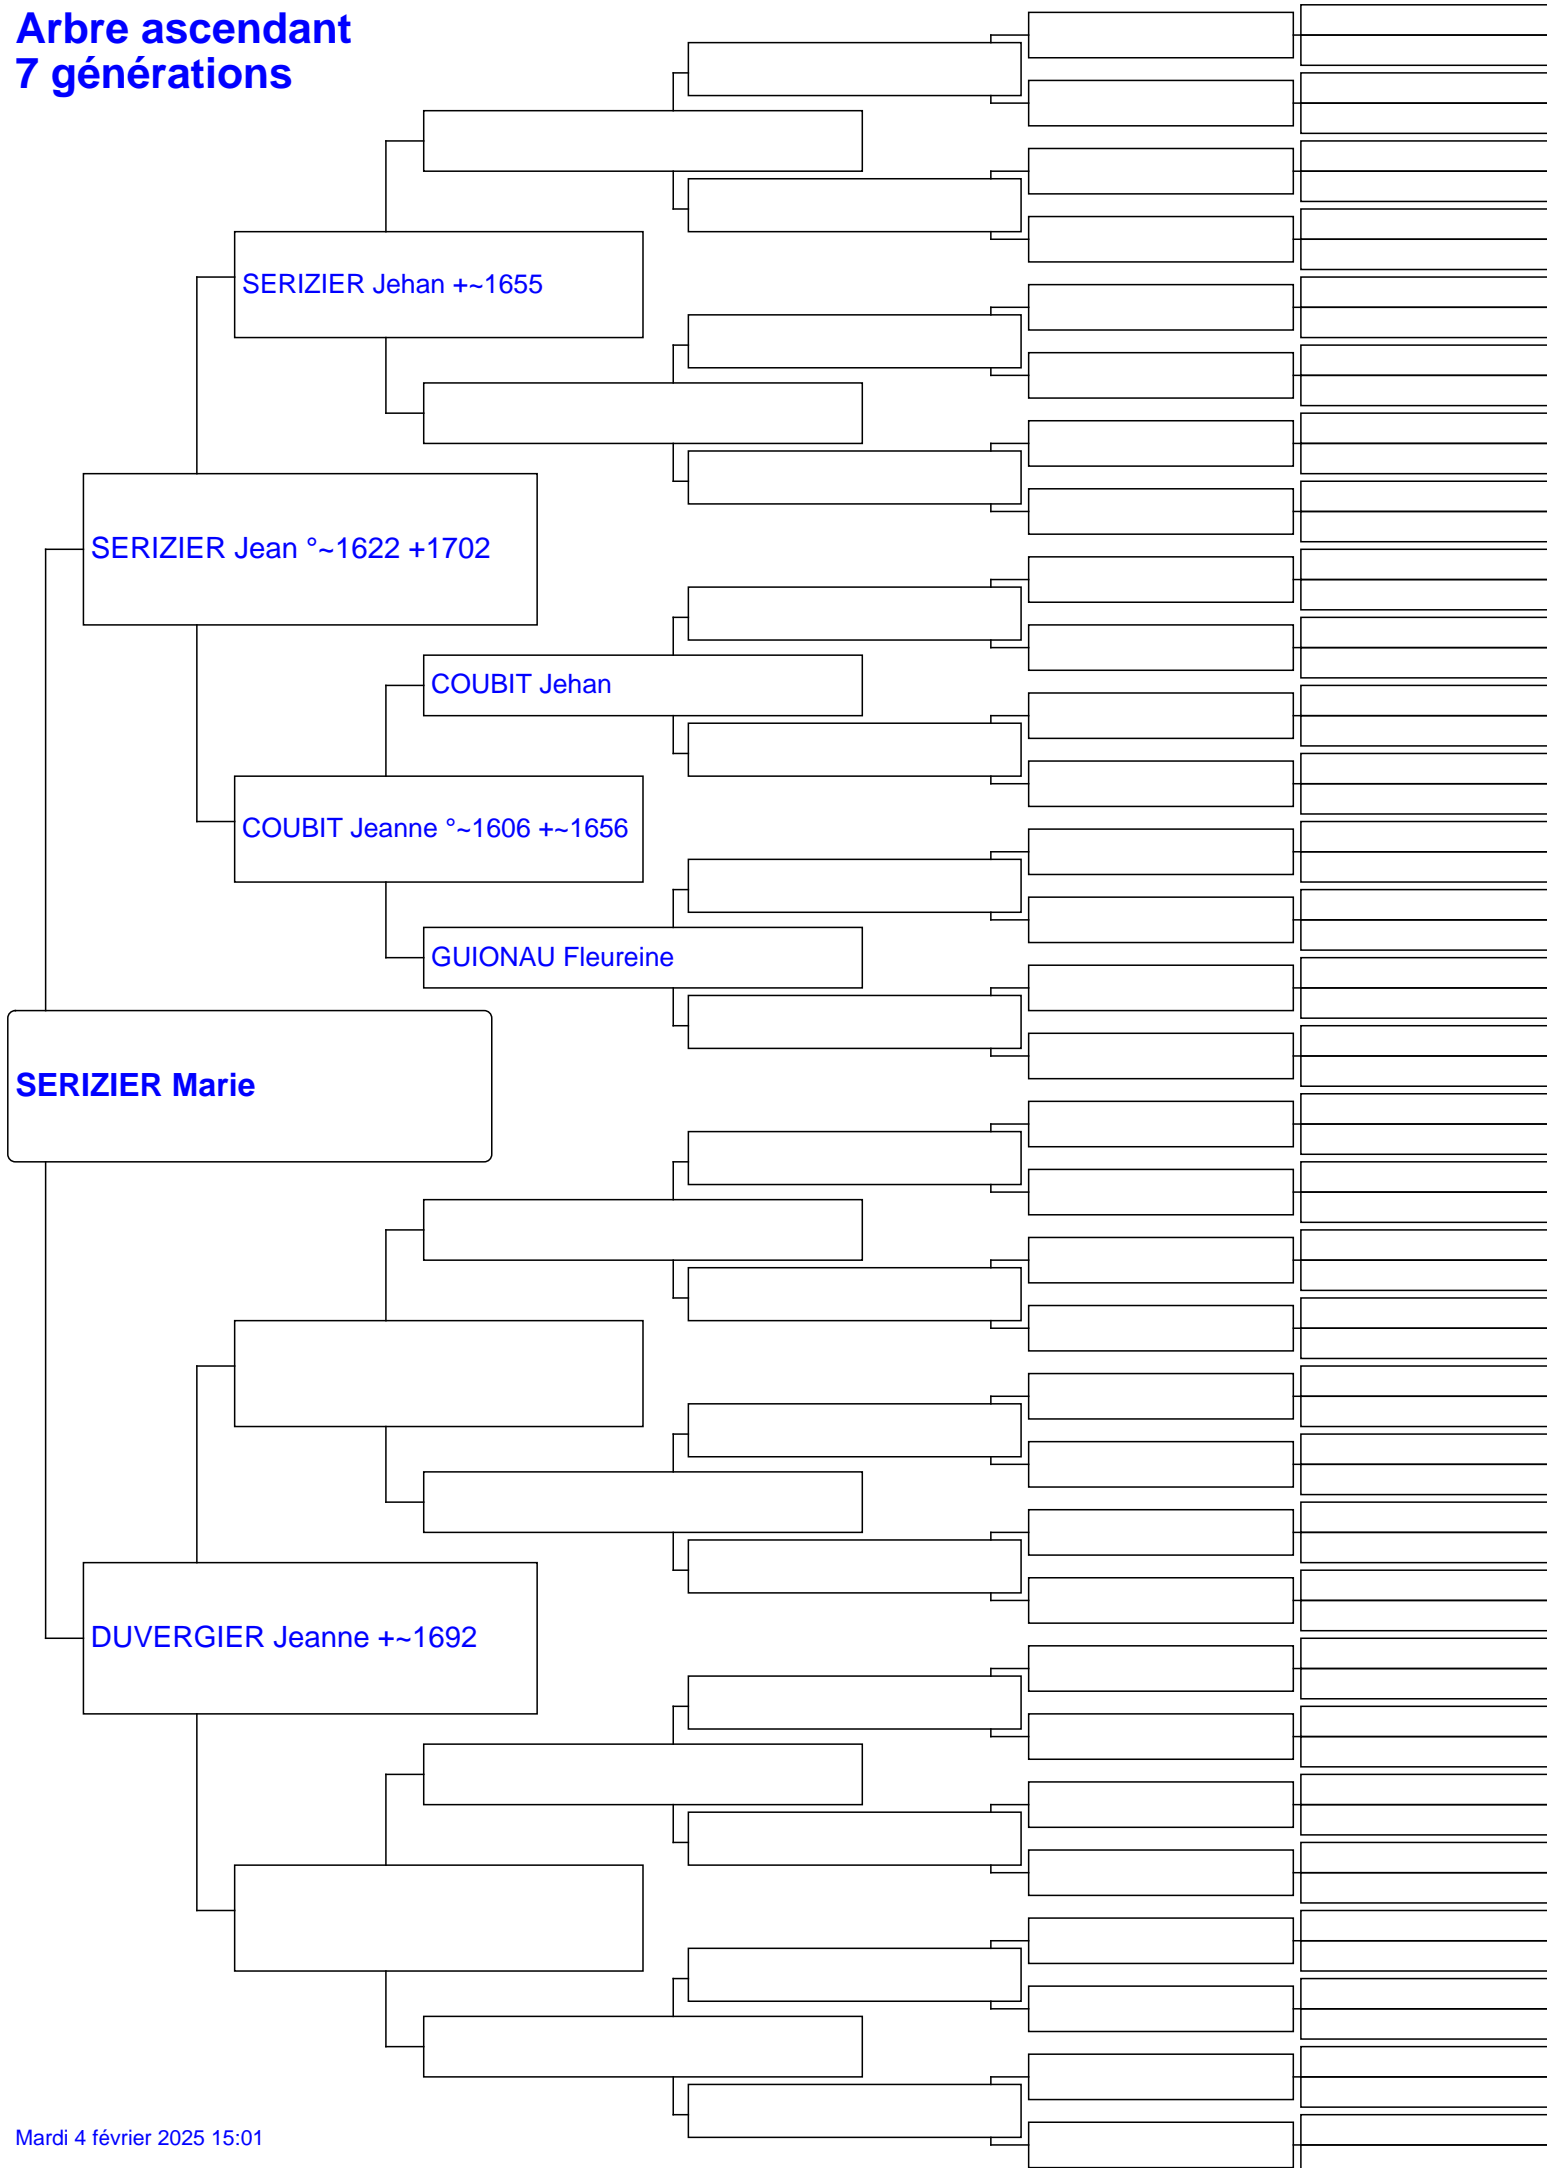 Arbre ascendant
7 générations
SERIZIER Jehan +~1655
SERIZIER Jean °~1622 +1702
COUBIT Jehan
COUBIT Jeanne °~1606 +~1656
GUIONAU Fleureine
SERIZIER Marie
DUVERGIER Jeanne +~1692
Mardi 4 février 2025 15:01